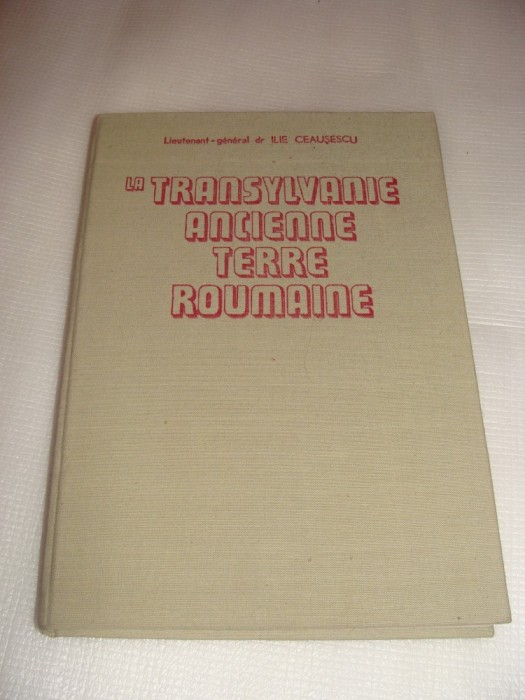 Lieutenant-général dr ILIE CEAUŞESCU
LA TRANSYLVANIE
ANCIENNE
TERRE
ROUMAINE